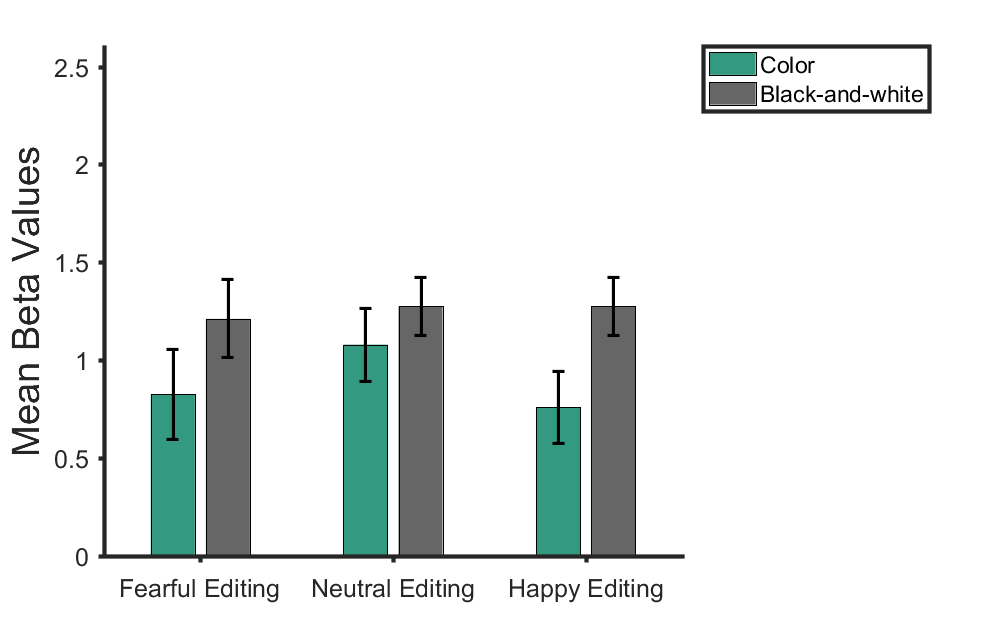 Color
Black-and-white
Mean Beta Values
2.5
2
1.5
1
0.5
0
Fearful Editing
Neutral Editing
Happy Editing